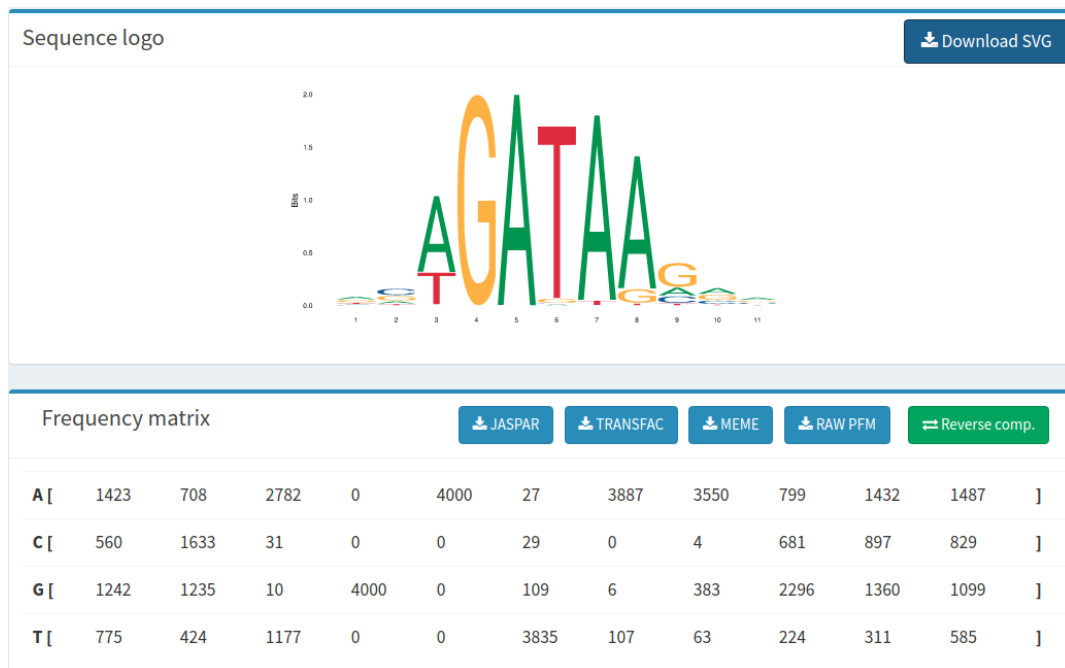 Sequence logo
Download SVG
2.0
1.5
1.0
0.5
0.0
Bits
AGATAAG
T
1 2 3 4 5 6 7 8 9 10 11
Frequency matrix
JASPAR TRANSFAC MEME RAW PFM Reverse comp.
A [ 1423 708 2782 0 4000 27 3887 3550 799 1432 1487 ]
C [ 560 1633 31 0 0 29 0 4 681 897 829 ]
G [ 1242 1235 10 4000 0 109 6 383 2296 1360 1099 ]
T [ 775 424 1177 0 0 3835 107 63 224 311 585 ]